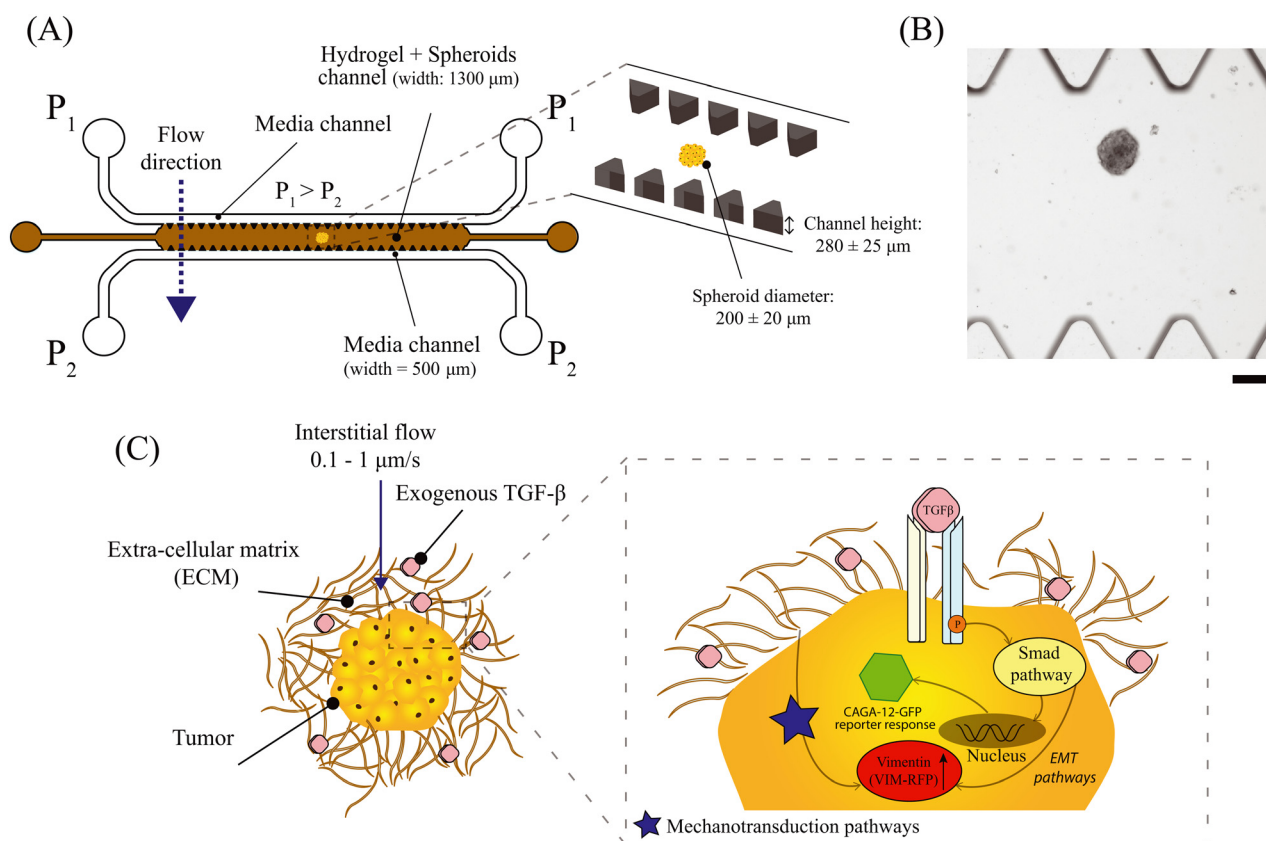 (A)
Hydrogel + Spheroids
channel (width: 1300 μm)
P1
P1
Media channel
Flow
direction
P1 > P2
Channel height:
280 ± 25 μm
Spheroid diameter:
200 ± 20 μm
P2
P2
Media channel
(width = 500 μm)
(B)
(C)
Interstitial flow
0.1 - 1 μm/s
Exogenous TGF-β
Extra-cellular matrix
(ECM)
Tumor
TGFβ
P
Smad
pathway
CAGA-12-GFP
reporter response
Nucleus
Vimentin
(VIM-RFP)
EMT
pathways
Mechanotransduction pathways